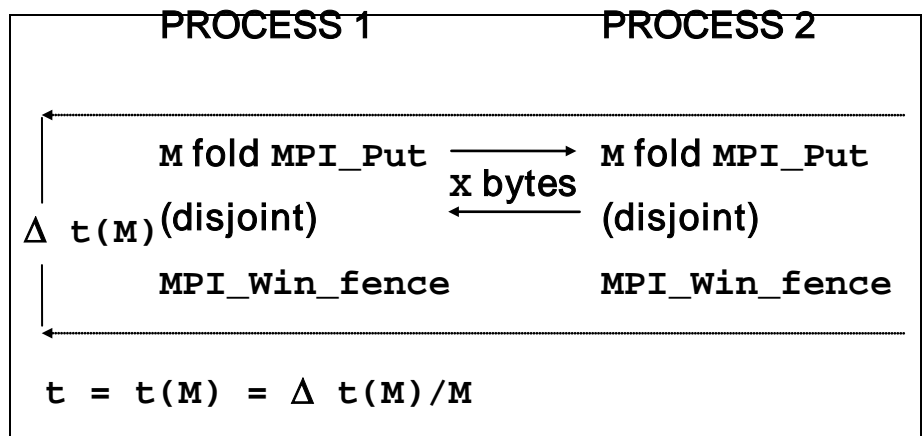 PROCESS 1 PROCESS 2
M fold MPI_Put M fold MPI_Put
X bytes
Δ t(M) (disjoint) (disjoint)
MPI_Win_fence MPI_Win_fence
t = t(M) = Δ t(M)/M